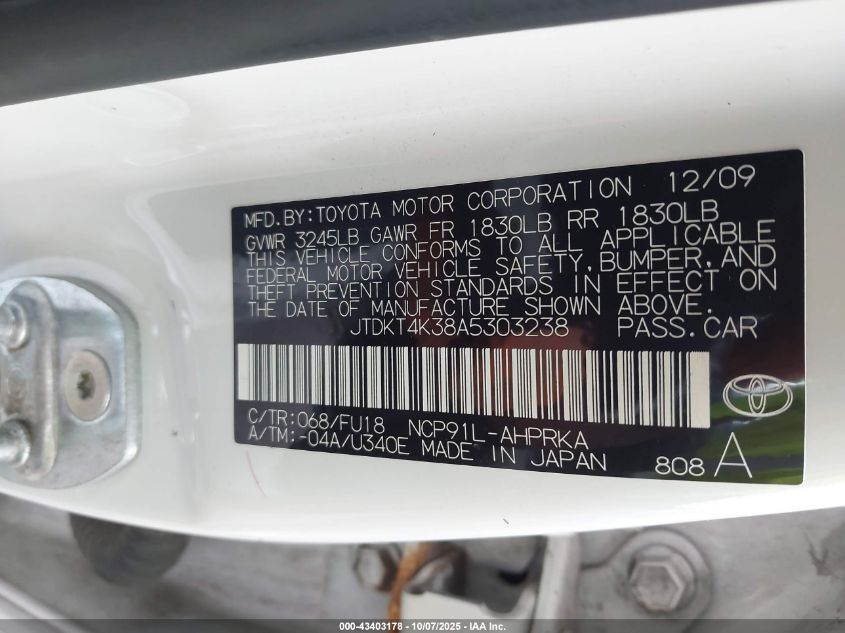 MFD.BY:TOYOTA MOTOR CORPORATION 12/09
GVWR 3245LB GAWR FR 1830LB RR 1830LB
THIS VEHICLE CONFORMS TO ALL APPLICABLE
FEDERAL MOTOR VEHICLE SAFETY,BUMPER,AND
THEFT PREVENTION STANDARDS IN EFFECT ON
THE DATE OF MANUFACTURE SHOWN ABOVE.
JTDKT4K38A5303238 PASS.CAR
C/TR:068/FU18 NCP91L-AHPRKA
A/TM:-04A/U340E MADE IN JAPAN 808 A
000-43403178 - 10/07/2025 - IAA Inc.